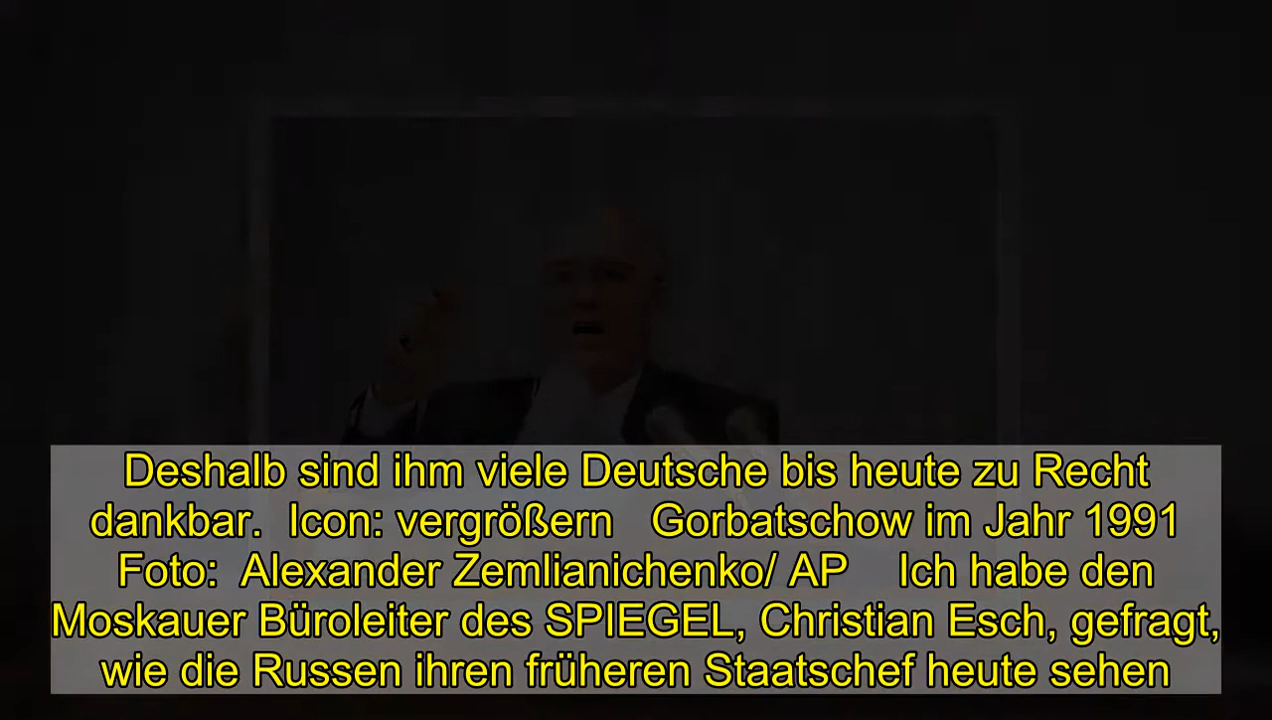 Deshalb sind ihm viele Deutsche bis heute zu Recht
dankbar.  Icon: vergrößern   Gorbatschow im Jahr 1991
Foto:  Alexander Zemlianichenko/ AP    Ich habe den
Moskauer Büroleiter des SPIEGEL, Christian Esch, gefragt,
wie die Russen ihren früheren Staatschef heute sehen